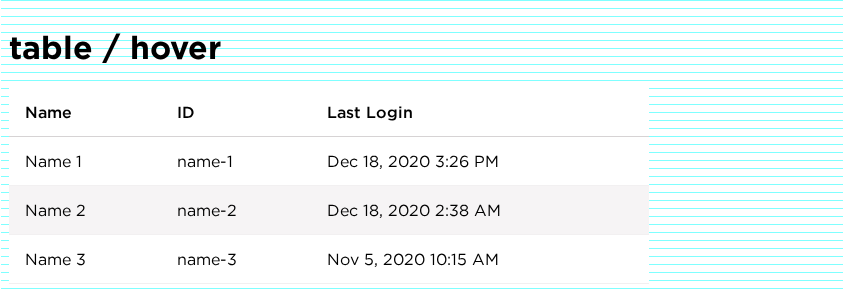 table / hover
Name ID Last Login
Name 1 name-1 Dec 18, 2020 3:26 PM
Name 2 name-2 Dec 18, 2020 2:38 AM
Name 3 name-3 Nov 5, 2020 10:15 AM